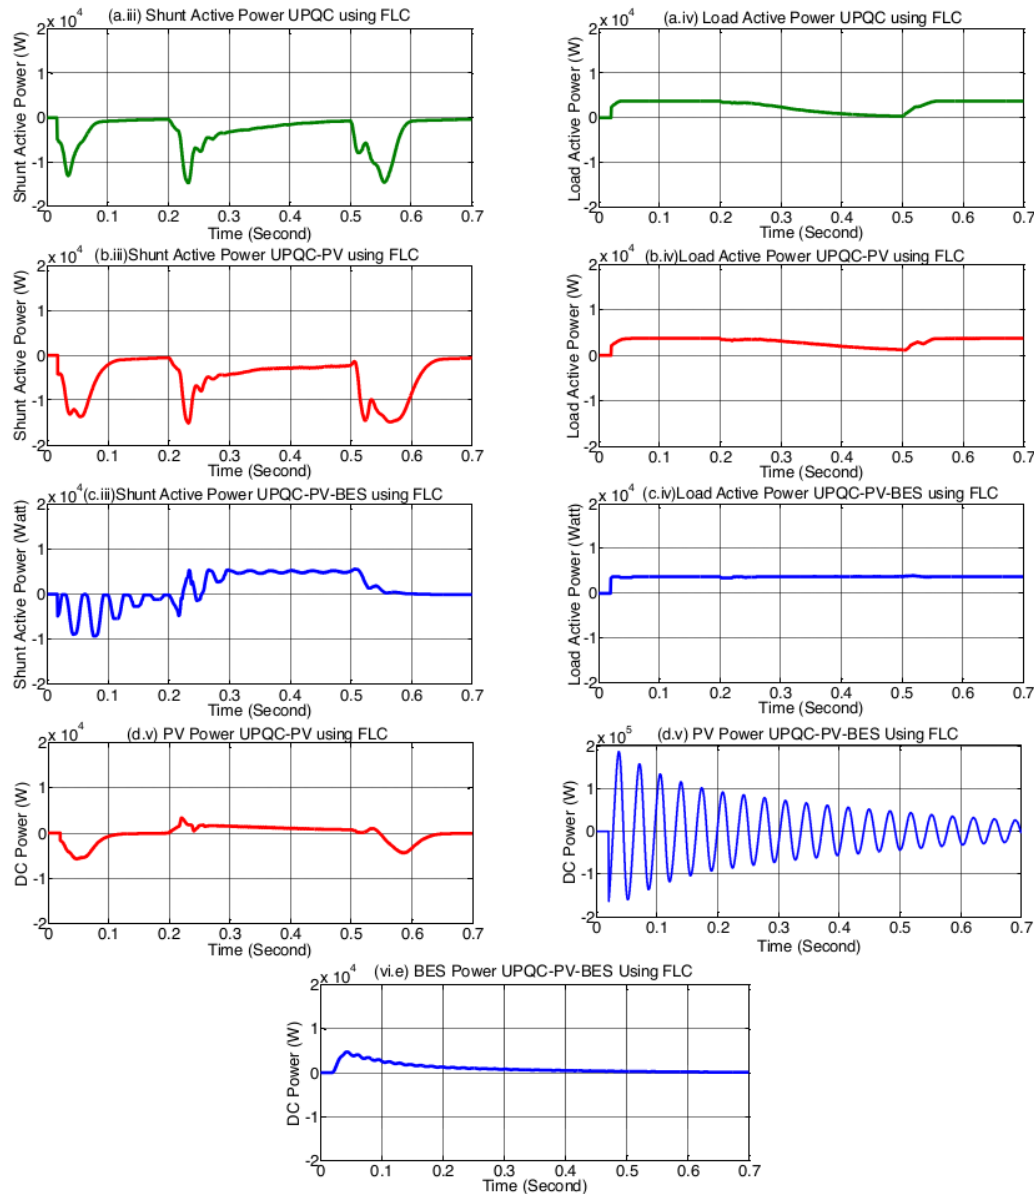 (a.iii) Shunt Active Power UPQC using FLC
x 10^4
Shunt Active Power (W)
2
1
0
-1
-2
0 0.1 0.2 0.3 0.4 0.5 0.6 0.7
Time (Second)
(a.iv) Load Active Power UPQC using FLC
x 10^4
Load Active Power (W)
2
1
0
-1
-2
0 0.1 0.2 0.3 0.4 0.5 0.6 0.7
Time (Second)
(b.iii)Shunt Active Power UPQC-PV using FLC
x 10^4
Shunt Active Power (W)
2
1
0
-1
-2
0 0.1 0.2 0.3 0.4 0.5 0.6 0.7
Time (Second)
(b.iv)Load Active Power UPQC-PV using FLC
x 10^4
Load Active Power (W)
2
1
0
-1
-2
0 0.1 0.2 0.3 0.4 0.5 0.6 0.7
Time (Second)
x 10^4 (c.iii)Shunt Active Power UPQC-PV-BES using FLC
Shunt Active Power (Watt)
2
1
0
-1
-2
0 0.1 0.2 0.3 0.4 0.5 0.6 0.7
Time (Second)
x 10^4 (c.iv)Load Active Power UPQC-PV-BES using FLC
Load Active Power (Watt)
2
1
0
-1
-2
0 0.1 0.2 0.3 0.4 0.5 0.6 0.7
Time (Second)
(d.v) PV Power UPQC-PV using FLC
x 10^4
DC Power (W)
2
1
0
-1
-2
0 0.1 0.2 0.3 0.4 0.5 0.6 0.7
Time (Second)
(d.v) PV Power UPQC-PV-BES Using FLC
x 10^5
DC Power (W)
2
1
0
-1
-2
0 0.1 0.2 0.3 0.4 0.5 0.6 0.7
Time (Second)
(vi.e) BES Power UPQC-PV-BES Using FLC
x 10^4
DC Power (W)
2
1
0
-1
-2
0 0.1 0.2 0.3 0.4 0.5 0.6 0.7
Time (Second)